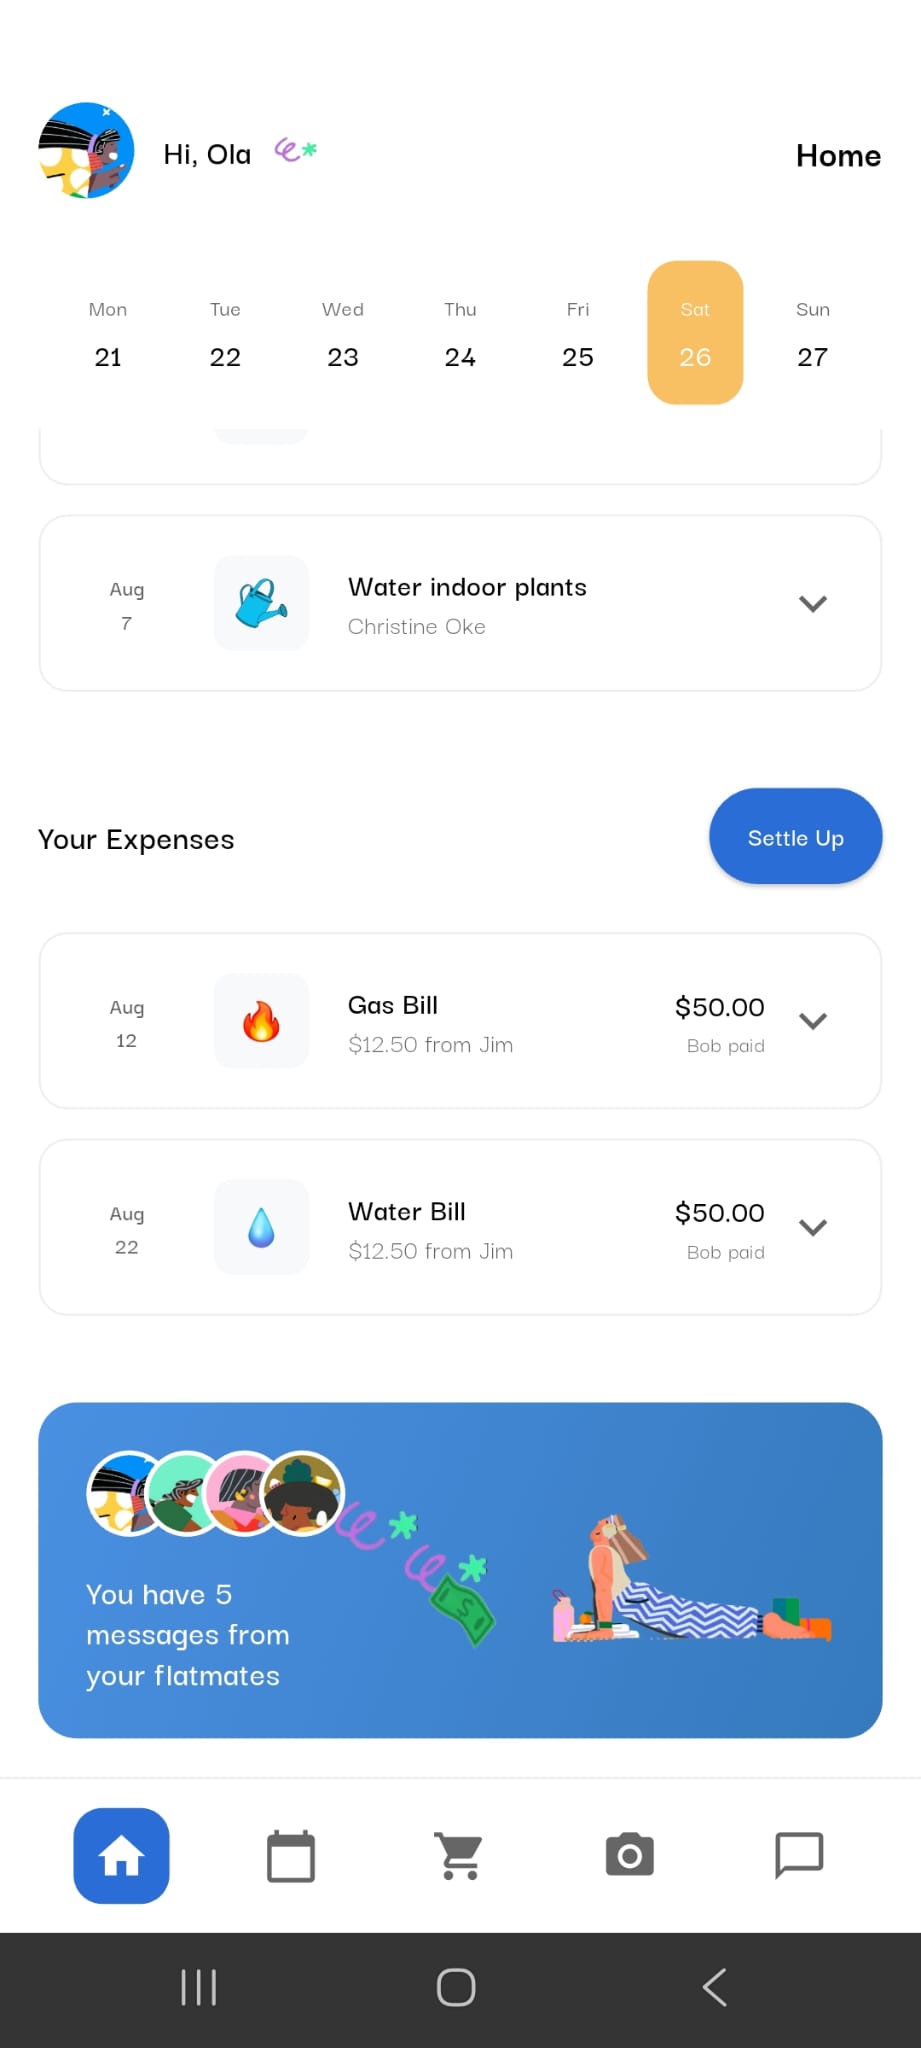 Hi, Ola
Home
Mon Tue Wed Thu Fri Sat Sun
21 22 23 24 25 26 27
Aug
7
Water indoor plants
Christine Oke
Your Expenses
Settle Up
Aug
12
Gas Bill
$12.50 from Jim
$50.00
Bob paid
Aug
22
Water Bill
$12.50 from Jim
$50.00
Bob paid
You have 5
messages from
your flatmates